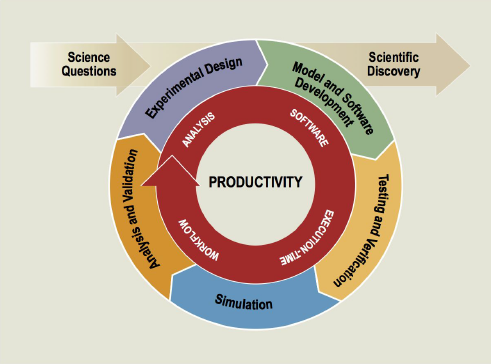 Science
Questions
Scientific
Discovery
Experimental Design
Model and Software
Development
Testing and Verification
Simulation
Analysis and Validation
ANALYSIS
SOFTWARE
EXECUTION-TIME
WORKFLOW
PRODUCTIVITY